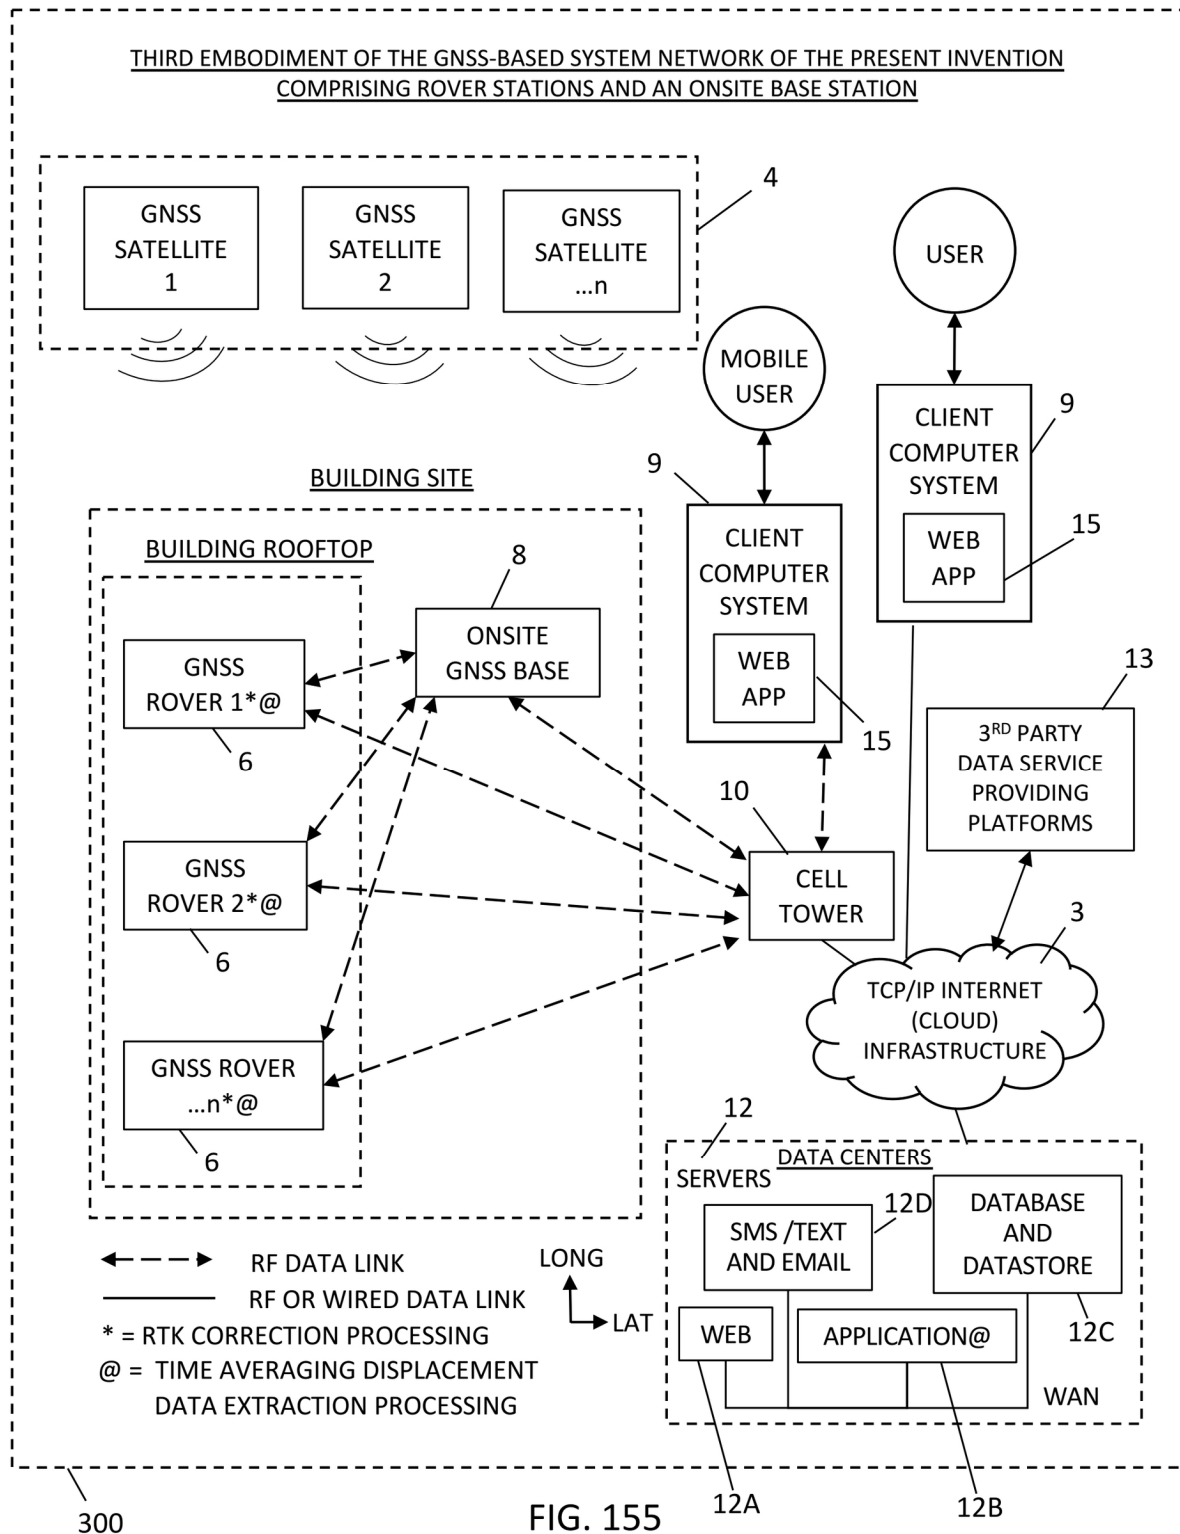 THIRD EMBODIMENT OF THE GNSS-BASED SYSTEM NETWORK OF THE PRESENT INVENTION
COMPRISING ROVER STATIONS AND AN ONSITE BASE STATION
4
GNSS
SATELLITE
1
GNSS
SATELLITE
2
GNSS
SATELLITE
...n
USER
MOBILE
USER
9
CLIENT
COMPUTER
SYSTEM
WEB
APP
15
9
CLIENT
COMPUTER
SYSTEM
WEB
APP
15
BUILDING SITE
BUILDING ROOFTOP
8
ONSITE
GNSS BASE
GNSS
ROVER 1*@
6
GNSS
ROVER 2*@
6
GNSS ROVER
...n*@
6
13
3RD PARTY
DATA SERVICE
PROVIDING
PLATFORMS
10
CELL
TOWER
3
TCP/IP INTERNET
(CLOUD)
INFRASTRUCTURE
12
DATA CENTERS
SERVERS
12D
SMS /TEXT
AND EMAIL
DATABASE
AND
DATASTORE
12C
WEB
APPLICATION@
WAN
12A
12B
RF DATA LINK
RF OR WIRED DATA LINK
* = RTK CORRECTION PROCESSING
@ = TIME AVERAGING DISPLACEMENT
DATA EXTRACTION PROCESSING
LONG
LAT
300
FIG. 155